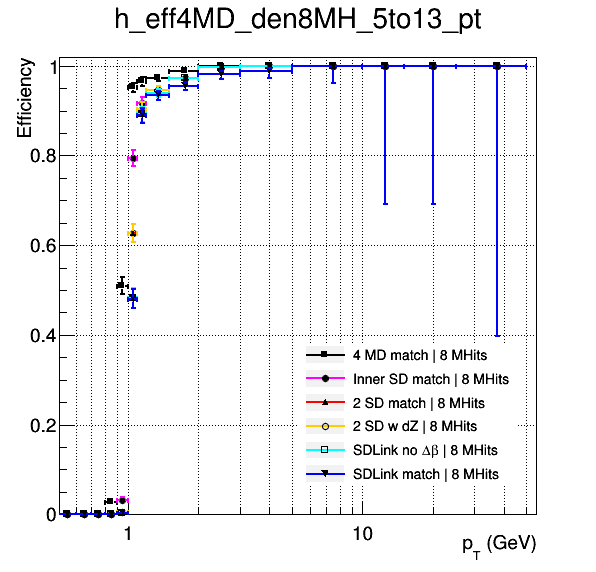 h_eff4MD_den8MH_5to13_pt
Efficiency
1
0.8
0.6
0.4
0.2
0
4 MD match | 8 MHits
Inner SD match | 8 MHits
2 SD match | 8 MHits
2 SD w dZ | 8 MHits
SDLink no Δβ | 8 MHits
SDLink match | 8 MHits
1 10
p_T (GeV)